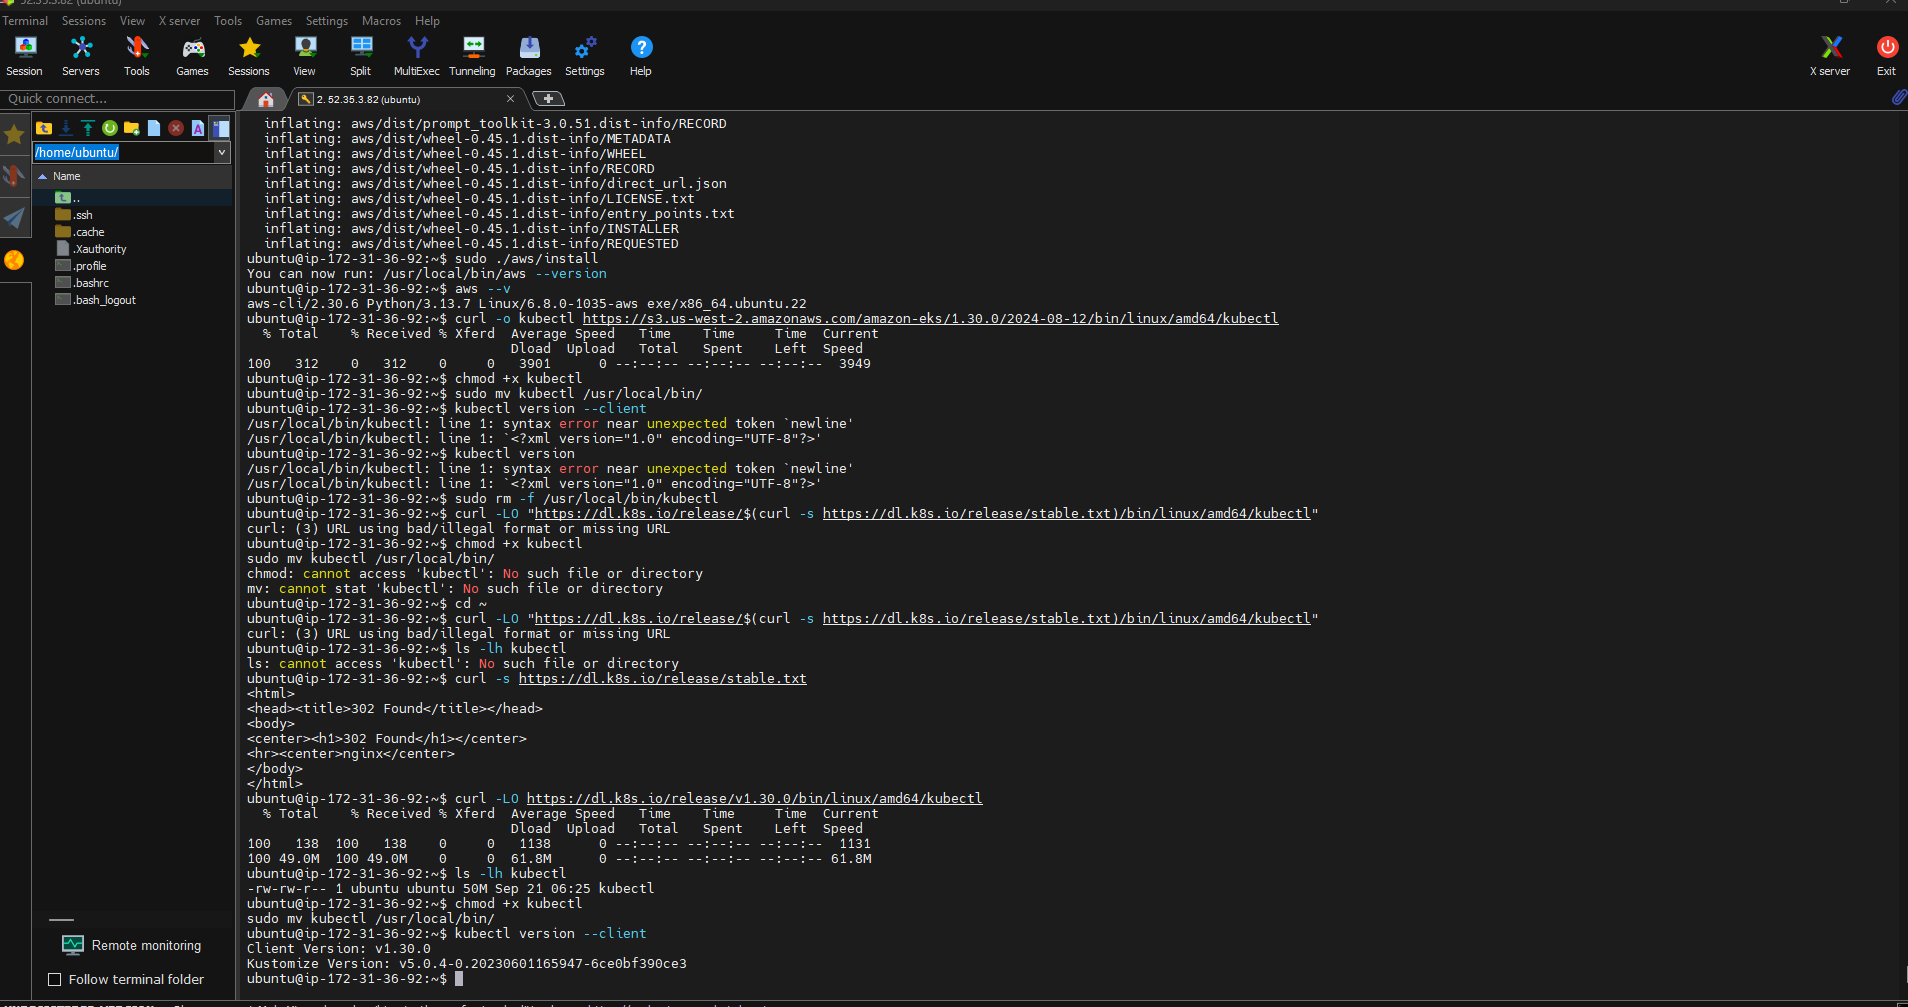 52.35.3.82 (ubuntu)
Terminal Sessions View X server Tools Games Settings Macros Help
Session Servers Tools Games Sessions View Split MultiExec Tunneling Packages Settings Help X server Exit
Quick connect...
2. 52.35.3.82 (ubuntu)
/home/ubuntu/
Name
..
.ssh
.cache
.Xauthority
.profile
.bashrc
.bash_logout
Remote monitoring
Follow terminal folder
inflating: aws/dist/prompt_toolkit-3.0.51.dist-info/RECORD
inflating: aws/dist/wheel-0.45.1.dist-info/METADATA
inflating: aws/dist/wheel-0.45.1.dist-info/WHEEL
inflating: aws/dist/wheel-0.45.1.dist-info/RECORD
inflating: aws/dist/wheel-0.45.1.dist-info/direct_url.json
inflating: aws/dist/wheel-0.45.1.dist-info/LICENSE.txt
inflating: aws/dist/wheel-0.45.1.dist-info/entry_points.txt
inflating: aws/dist/wheel-0.45.1.dist-info/INSTALLER
inflating: aws/dist/wheel-0.45.1.dist-info/REQUESTED
ubuntu@ip-172-31-36-92:~$ sudo ./aws/install
You can now run: /usr/local/bin/aws --version
ubuntu@ip-172-31-36-92:~$ aws --v
aws-cli/2.30.6 Python/3.13.7 Linux/6.8.0-1035-aws exe/x86_64.ubuntu.22
ubuntu@ip-172-31-36-92:~$ curl -o kubectl https://s3.us-west-2.amazonaws.com/amazon-eks/1.30.0/2024-08-12/bin/linux/amd64/kubectl
% Total % Received % Xferd Average Speed Time Time Time Current
Dload Upload Total Spent Left Speed
100 312 0 312 0 0 3901 0 --:--:-- --:--:-- --:--:-- 3949
ubuntu@ip-172-31-36-92:~$ chmod +x kubectl
ubuntu@ip-172-31-36-92:~$ sudo mv kubectl /usr/local/bin/
ubuntu@ip-172-31-36-92:~$ kubectl version --client
/usr/local/bin/kubectl: line 1: syntax error near unexpected token `newline'
/usr/local/bin/kubectl: line 1: `<?xml version="1.0" encoding="UTF-8"?>'
ubuntu@ip-172-31-36-92:~$ kubectl version
/usr/local/bin/kubectl: line 1: syntax error near unexpected token `newline'
/usr/local/bin/kubectl: line 1: `<?xml version="1.0" encoding="UTF-8"?>'
ubuntu@ip-172-31-36-92:~$ sudo rm -f /usr/local/bin/kubectl
ubuntu@ip-172-31-36-92:~$ curl -LO "https://dl.k8s.io/release/$(curl -s https://dl.k8s.io/release/stable.txt)/bin/linux/amd64/kubectl"
curl: (3) URL using bad/illegal format or missing URL
ubuntu@ip-172-31-36-92:~$ chmod +x kubectl
sudo mv kubectl /usr/local/bin/
chmod: cannot access 'kubectl': No such file or directory
mv: cannot stat 'kubectl': No such file or directory
ubuntu@ip-172-31-36-92:~$ cd ~
ubuntu@ip-172-31-36-92:~$ curl -LO "https://dl.k8s.io/release/$(curl -s https://dl.k8s.io/release/stable.txt)/bin/linux/amd64/kubectl"
curl: (3) URL using bad/illegal format or missing URL
ubuntu@ip-172-31-36-92:~$ ls -lh kubectl
ls: cannot access 'kubectl': No such file or directory
ubuntu@ip-172-31-36-92:~$ curl -s https://dl.k8s.io/release/stable.txt
<html>
<head><title>302 Found</title></head>
<body>
<center><h1>302 Found</h1></center>
<hr><center>nginx</center>
</body>
</html>
ubuntu@ip-172-31-36-92:~$ curl -LO https://dl.k8s.io/release/v1.30.0/bin/linux/amd64/kubectl
% Total % Received % Xferd Average Speed Time Time Time Current
Dload Upload Total Spent Left Speed
100 138 100 138 0 0 1138 0 --:--:-- --:--:-- --:--:-- 1131
100 49.0M 100 49.0M 0 0 61.8M 0 --:--:-- --:--:-- --:--:-- 61.8M
ubuntu@ip-172-31-36-92:~$ ls -lh kubectl
-rw-rw-r-- 1 ubuntu ubuntu 50M Sep 21 06:25 kubectl
ubuntu@ip-172-31-36-92:~$ chmod +x kubectl
sudo mv kubectl /usr/local/bin/
ubuntu@ip-172-31-36-92:~$ kubectl version --client
Client Version: v1.30.0
Kustomize Version: v5.0.4-0.20230601165947-6ce0bf390ce3
ubuntu@ip-172-31-36-92:~$